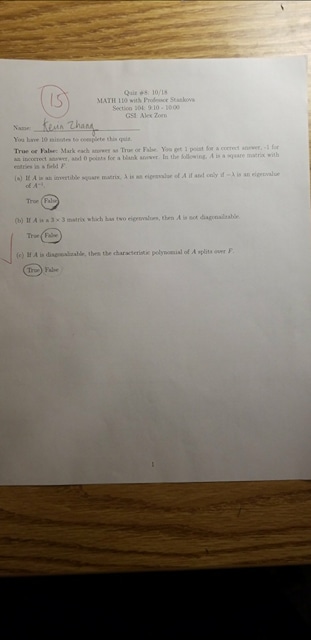 15
Quiz #6: 10/18
MATH 110 with Professor Stankova
Section 104: 9:10 - 10:00
GSI: Alex Zorn
Name: Kevin Zhang
You have 10 minutes to complete this quiz.
True or False: Mark each answer as True or False. You get 1 point for a correct answer, -1 for
an incorrect answer, and 0 points for a blank answer. In the following, A is a square matrix with
entries in a field F.
(a) If A is an invertible square matrix, λ is an eigenvalue of A if and only if -λ is an eigenvalue
of A⁻¹.
True False
(b) If A is a 3 × 3 matrix which has two eigenvalues, then A is not diagonalizable.
True False
(c) If A is diagonalizable, then the characteristic polynomial of A splits over F.
True False
1